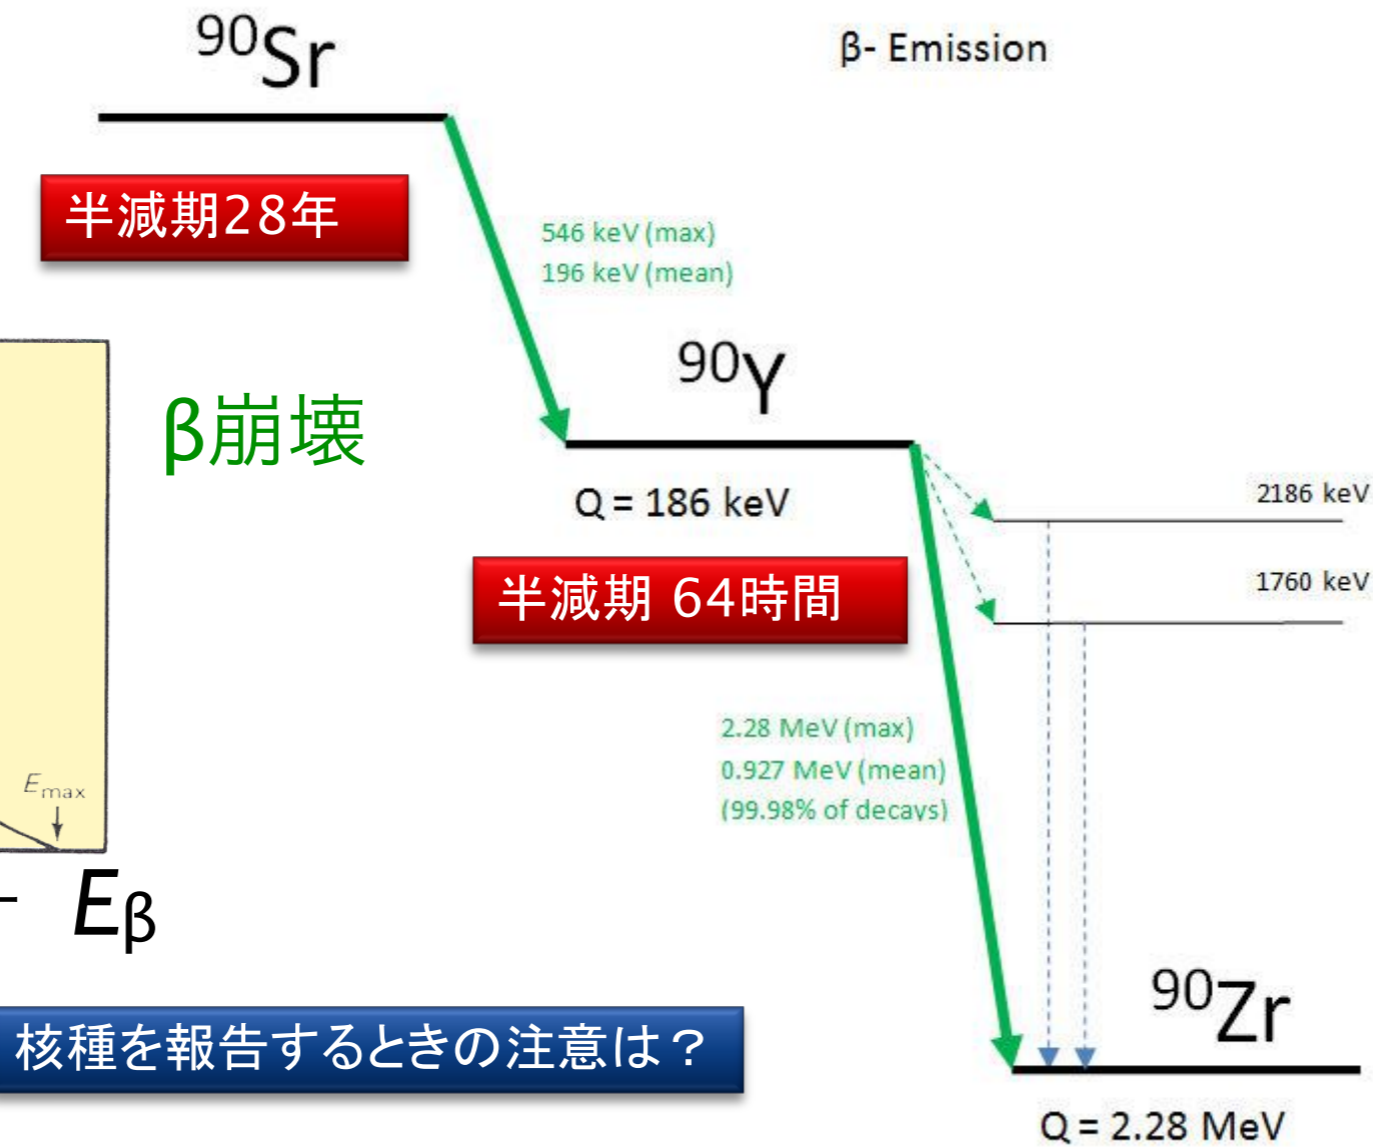 ⁹⁰Sr
β- Emission
半減期28年
546 keV (max)
196 keV (mean)
⁹⁰Y
β崩壊
Q = 186 keV
2186 keV
半減期 64時間
1760 keV
2.28 MeV (max)
0.927 MeV (mean)
(99.98% of decays)
Emax
Eβ
⁹⁰Zr
核種を報告するときの注意は？
Q = 2.28 MeV